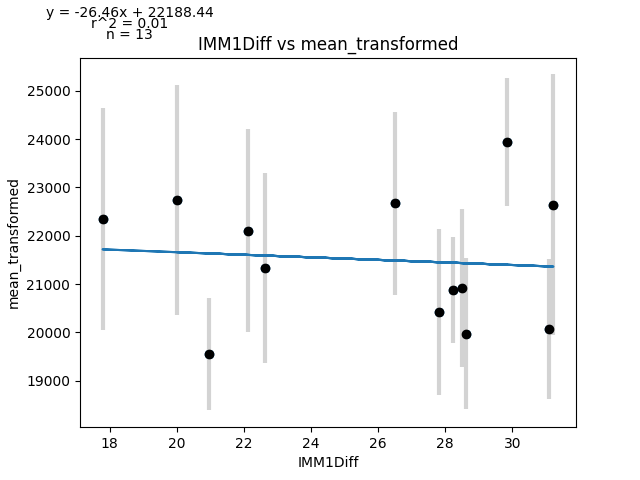 y = -26.46x + 22188.44
r^2 = 0.01
n = 13
IMM1Diff vs mean_transformed
25000
24000
23000
22000
21000
20000
19000
mean_transformed
18
20
22
24
26
28
30
IMM1Diff